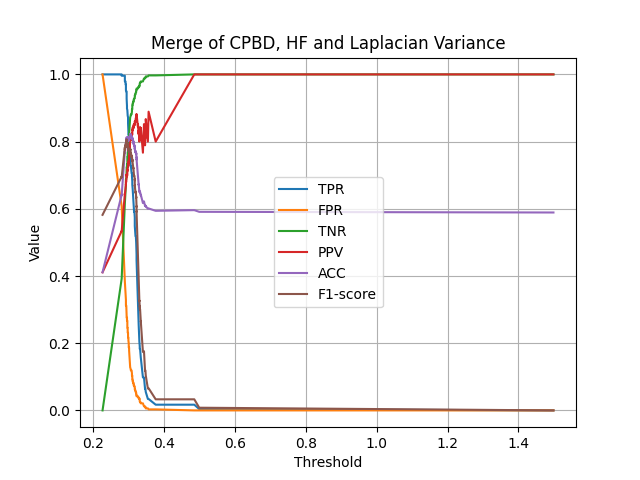 Merge of CPBD, HF and Laplacian Variance
1.0
0.8
0.6
0.4
0.2
0.0
Value
TPR
FPR
TNR
PPV
ACC
F1-score
0.2 0.4 0.6 0.8 1.0 1.2 1.4
Threshold